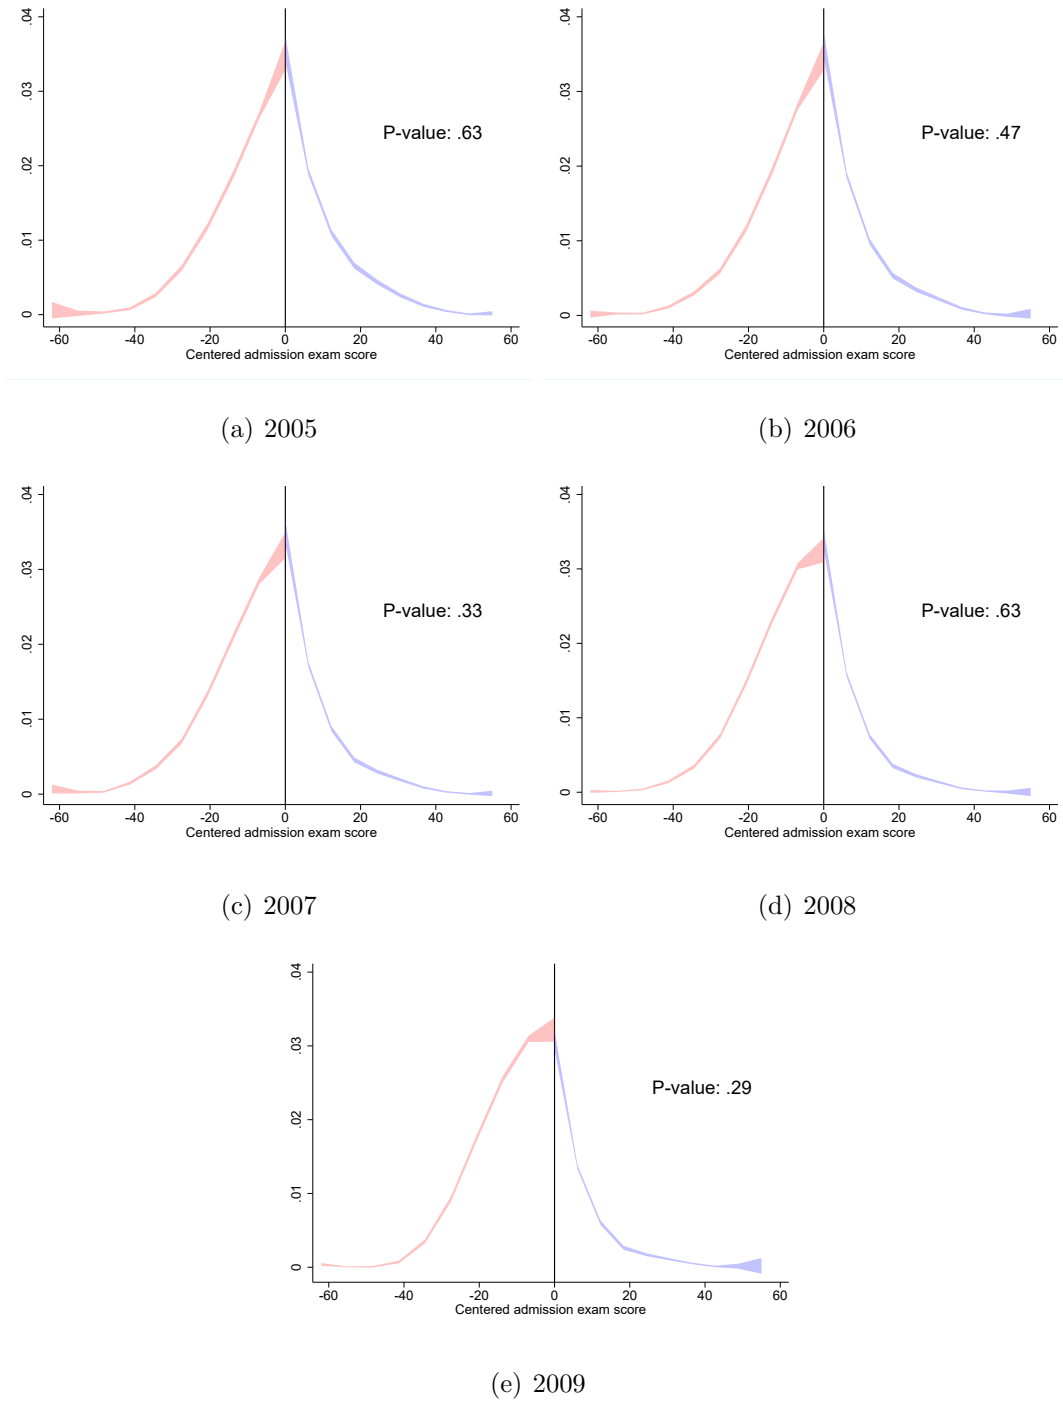 .04
.03
.02
.01
0
P-value: .63
-60 -40 -20 0 20 40 60
Centered admission exam score
(a) 2005
.04
.03
.02
.01
0
P-value: .47
-60 -40 -20 0 20 40 60
Centered admission exam score
(b) 2006
.04
.03
.02
.01
0
P-value: .33
-60 -40 -20 0 20 40 60
Centered admission exam score
(c) 2007
.04
.03
.02
.01
0
P-value: .63
-60 -40 -20 0 20 40 60
Centered admission exam score
(d) 2008
.04
.03
.02
.01
0
P-value: .29
-60 -40 -20 0 20 40 60
Centered admission exam score
(e) 2009